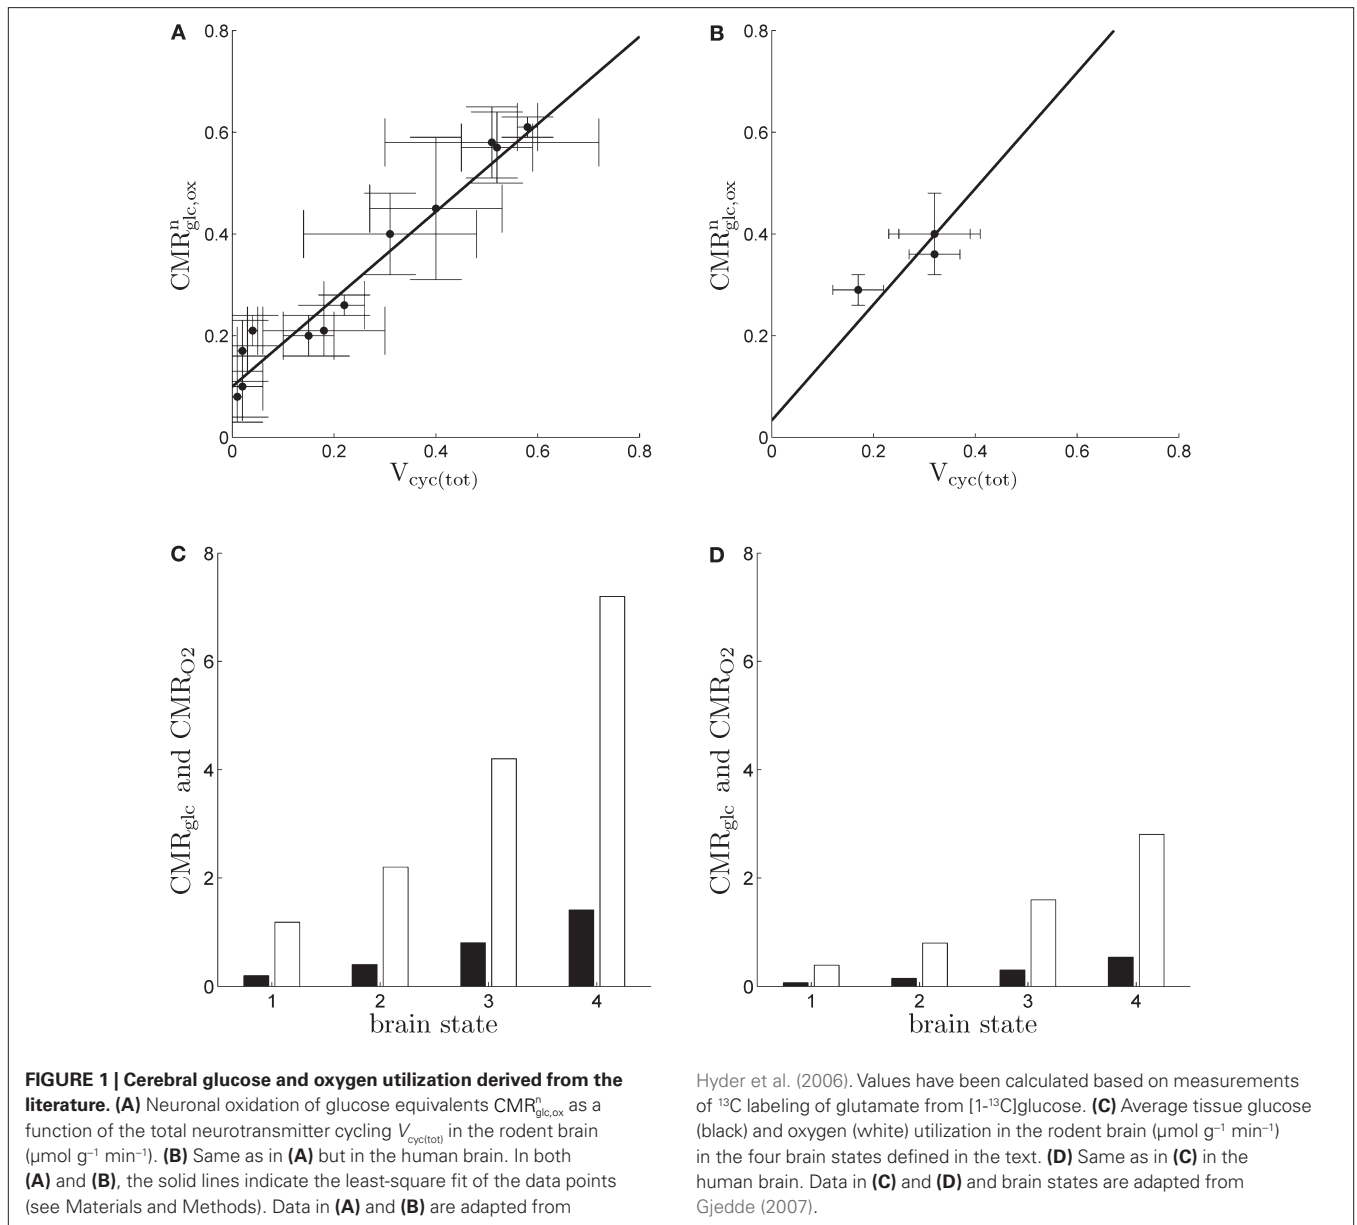 A
0.8
0.6
0.4
0.2
0
CMRⁿglc,ox
0 0.2 0.4 0.6 0.8
Vcyc(tot)
B
0.8
0.6
0.4
0.2
0
CMRⁿglc,ox
0 0.2 0.4 0.6 0.8
Vcyc(tot)
C
8
6
4
2
0
CMRglc and CMRO2
1 2 3 4
brain state
D
8
6
4
2
0
CMRglc and CMRO2
1 2 3 4
brain state
FIGURE 1 | Cerebral glucose and oxygen utilization derived from the
literature. (A) Neuronal oxidation of glucose equivalents CMRⁿglc,ox as a
function of the total neurotransmitter cycling Vcyc(tot) in the rodent brain
(μmol g⁻¹ min⁻¹). (B) Same as in (A) but in the human brain. In both
(A) and (B), the solid lines indicate the least-square fit of the data points
(see Materials and Methods). Data in (A) and (B) are adapted from
Hyder et al. (2006). Values have been calculated based on measurements
of ¹³C labeling of glutamate from [1-¹³C]glucose. (C) Average tissue glucose
(black) and oxygen (white) utilization in the rodent brain (μmol g⁻¹ min⁻¹)
in the four brain states defined in the text. (D) Same as in (C) in the
human brain. Data in (C) and (D) and brain states are adapted from
Gjedde (2007).